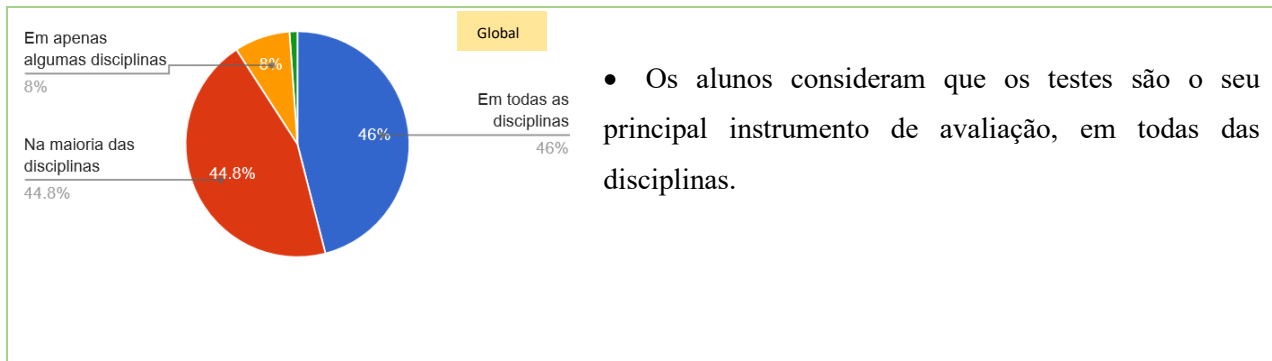 Global
Em apenas
algumas disciplinas
8%
8%
Em todas as
disciplinas
46%
46%
Na maioria das
disciplinas
44.8%
44.8%
• Os alunos consideram que os testes são o seu
principal instrumento de avaliação, em todas das
disciplinas.